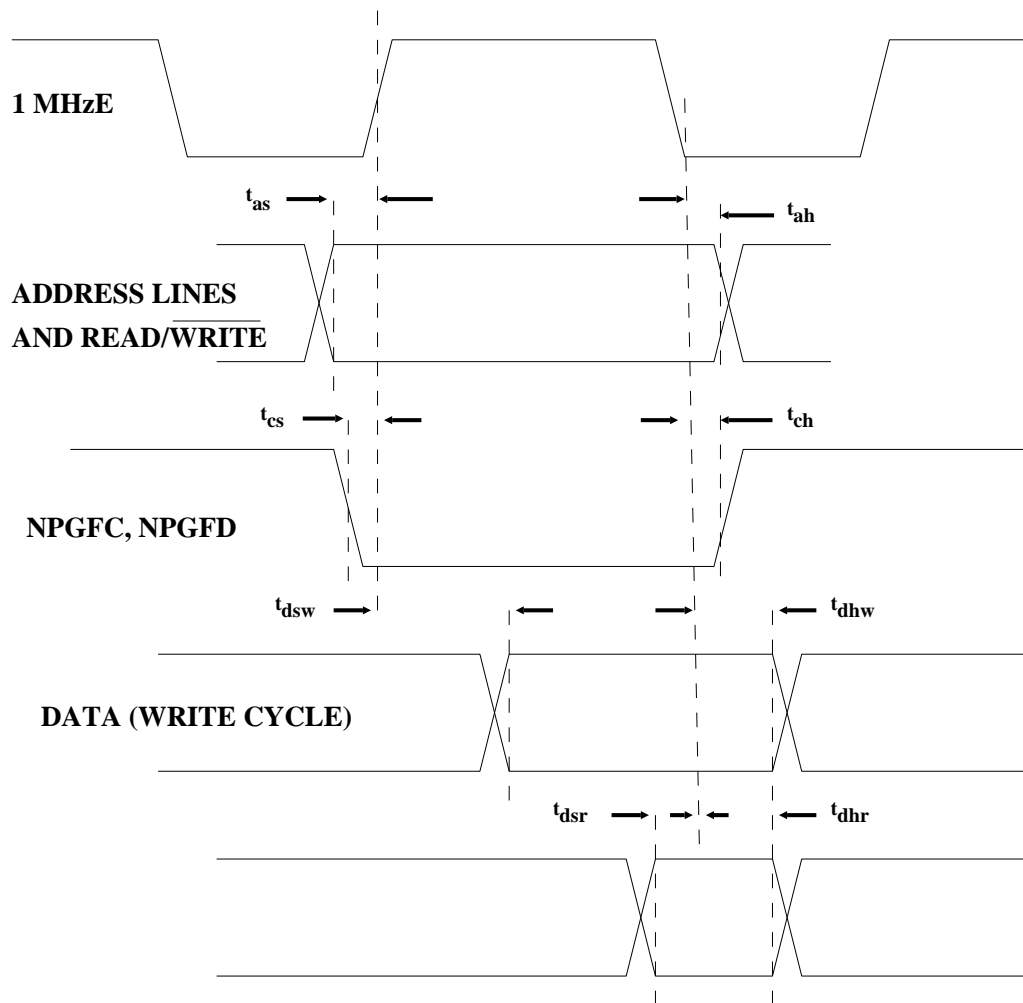 1 MHzE
tas
tah
ADDRESS LINES
AND READ/WRITE
tcs
tch
NPGFC, NPGFD
tdsw
tdhw
DATA (WRITE CYCLE)
tdsr
tdhr